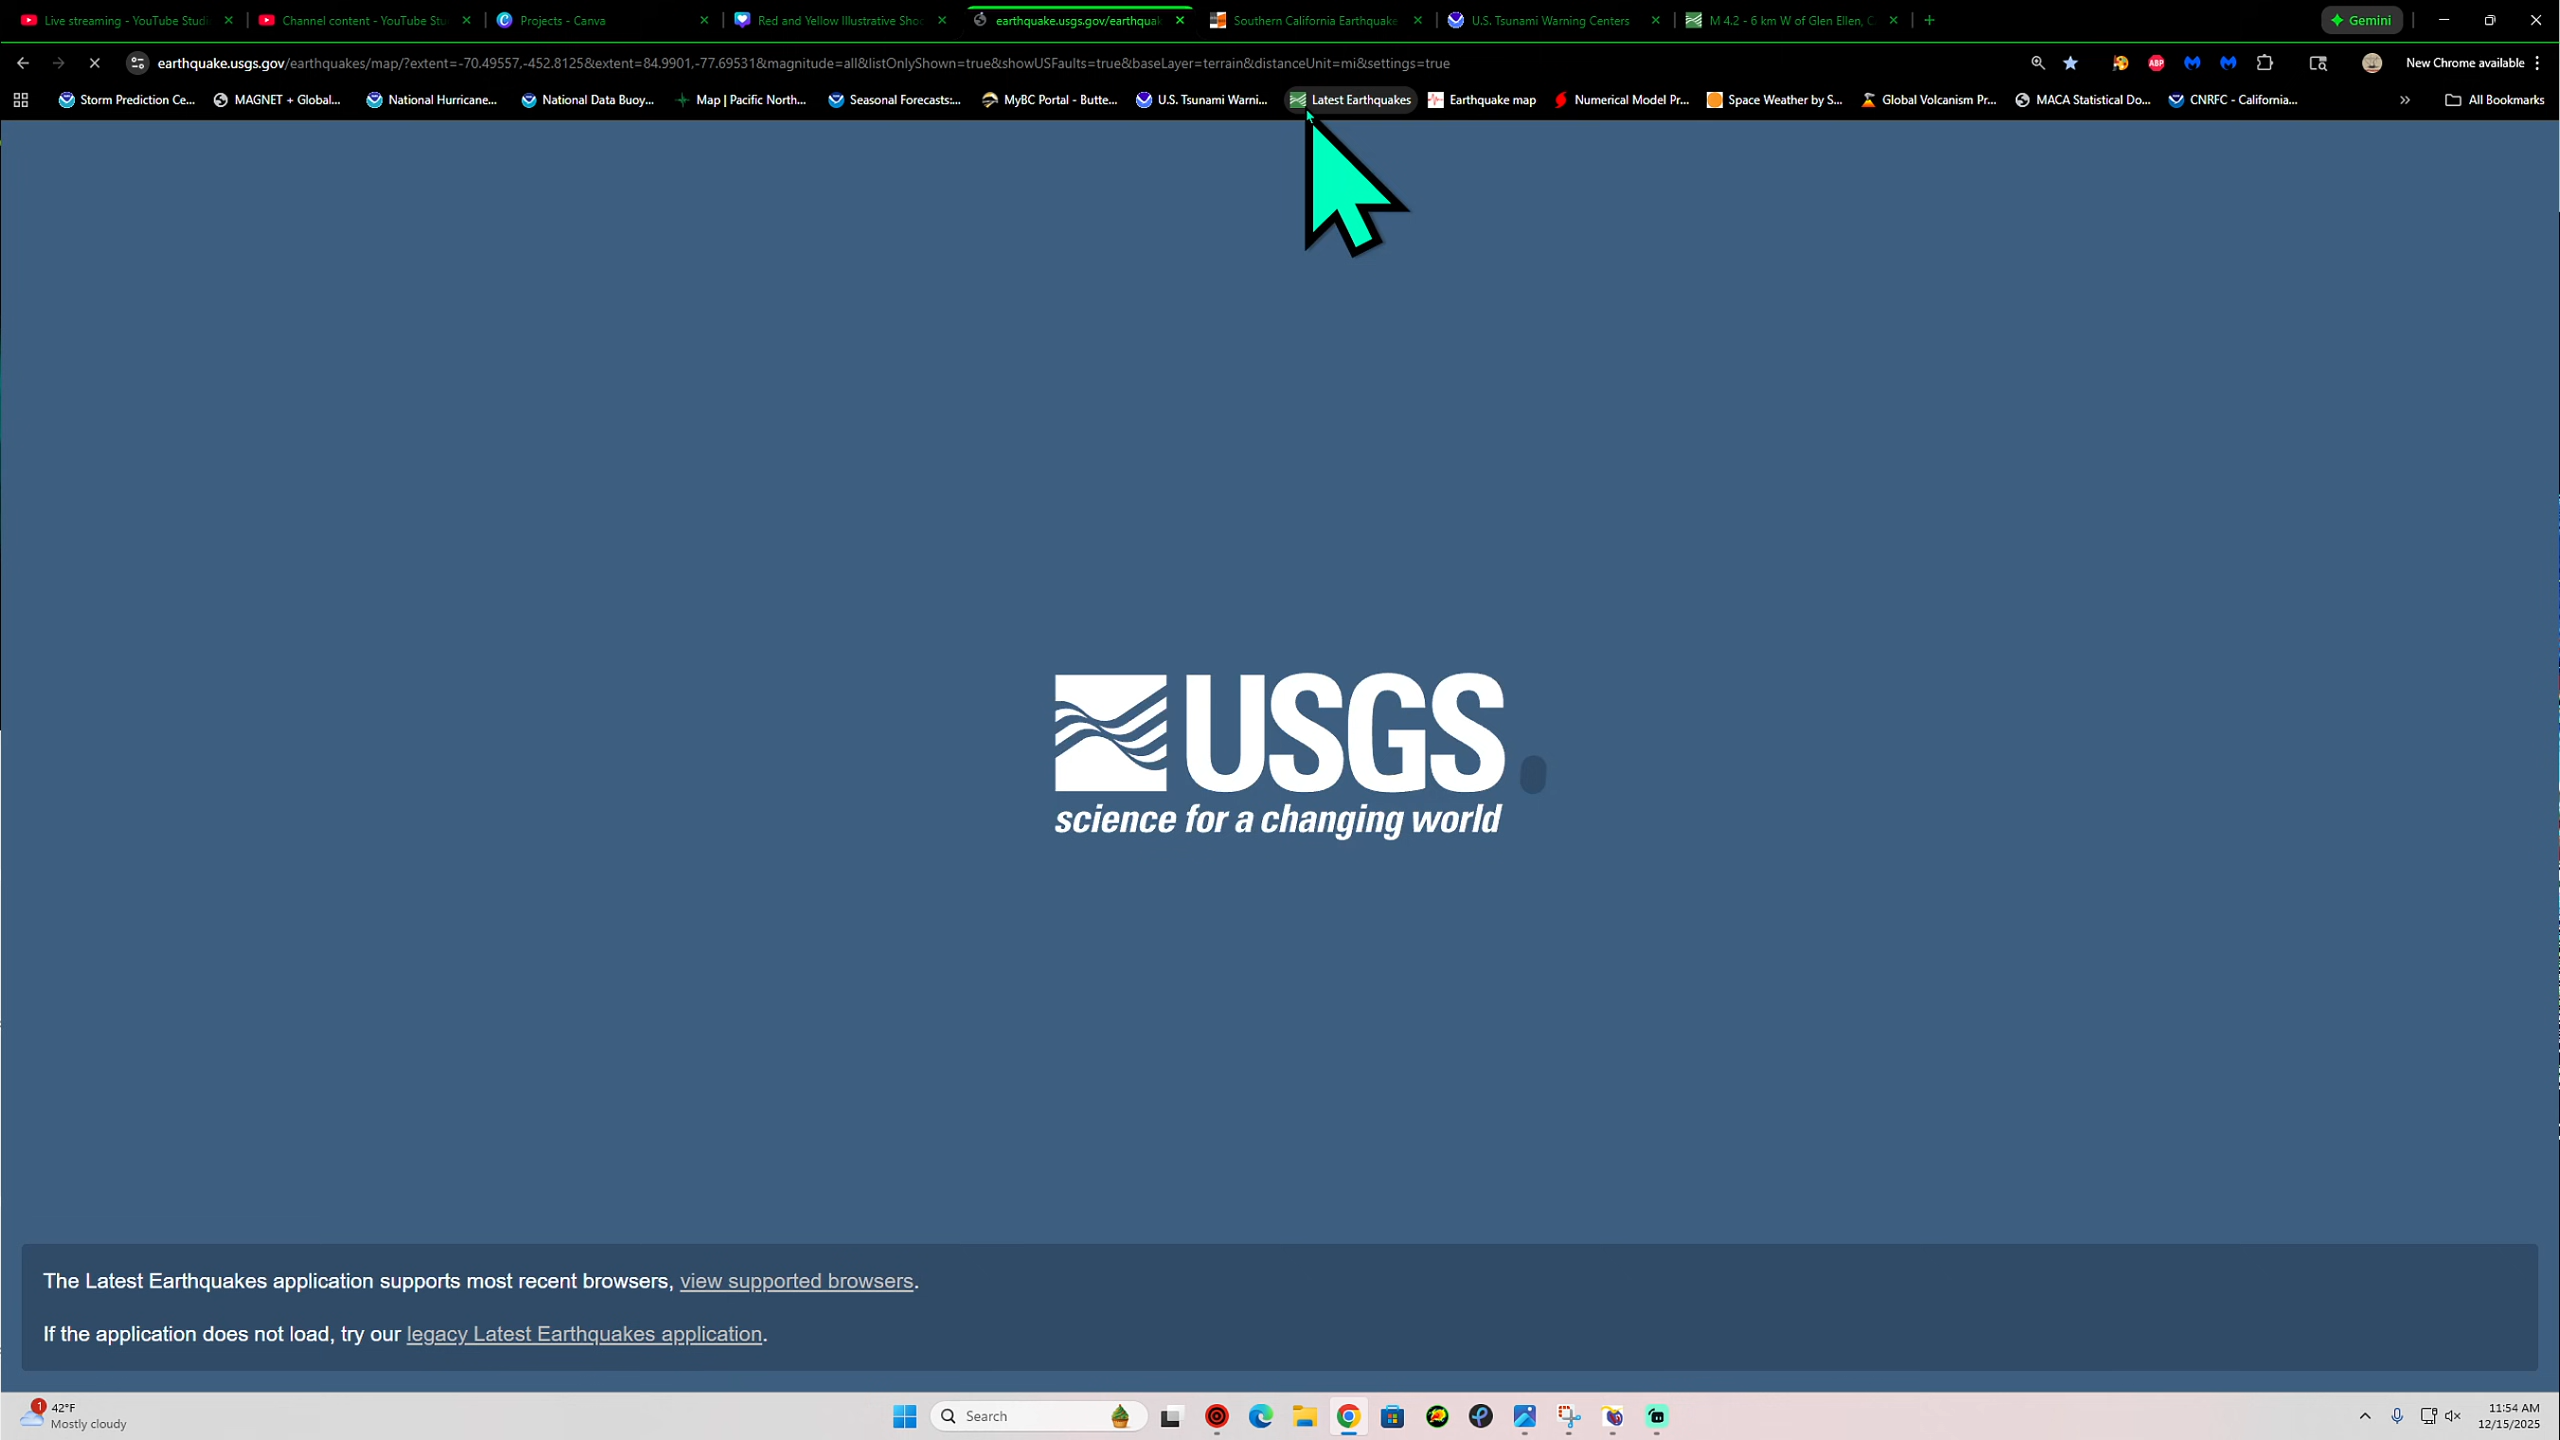 Live streaming - YouTube Studi
Channel content - YouTube Stu
Projects - Canva
Red and Yellow Illustrative Shoc
earthquake.usgs.gov/earthquak
Southern California Earthquake
U.S. Tsunami Warning Centers
M 4.2 - 6 km W of Glen Ellen, C
Gemini
earthquake.usgs.gov/earthquakes/map/?extent=-70.49557,-452.8125&extent=84.9901,-77.69531&magnitude=all&listOnlyShown=true&showUSFaults=true&baseLayer=terrain&distanceUnit=mi&settings=true
ABP
New Chrome available
Storm Prediction Ce...
MAGNET + Global...
National Hurricane...
National Data Buoy...
Map | Pacific North...
Seasonal Forecasts:...
MyBC Portal - Butte...
U.S. Tsunami Warni...
Latest Earthquakes
Earthquake map
Numerical Model Pr...
Space Weather by S...
Global Volcanism Pr...
MACA Statistical Do...
CNRFC - California...
All Bookmarks
USGS
science for a changing world
The Latest Earthquakes application supports most recent browsers, view supported browsers.
If the application does not load, try our legacy Latest Earthquakes application.
1
42°F
Mostly cloudy
Search
11:54 AM
12/15/2025